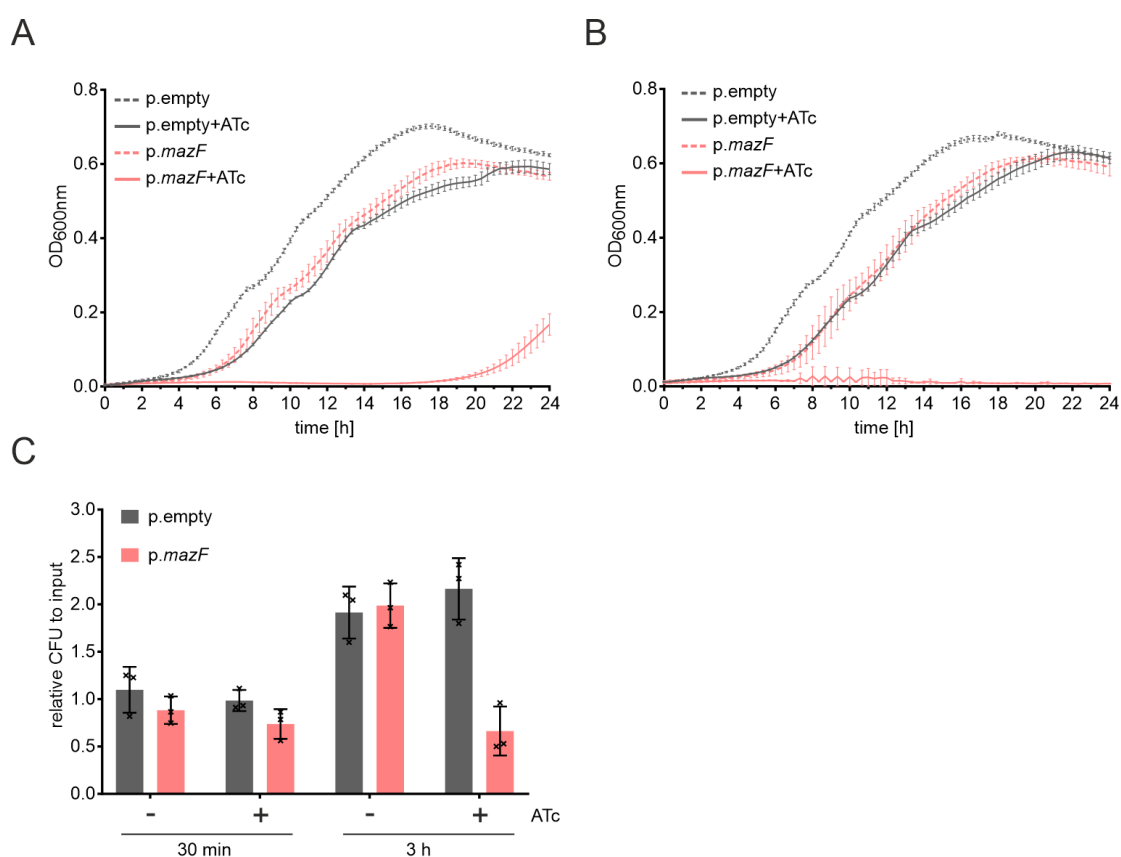 A
B
0.8
0.6
0.4
0.2
0.0
OD600nm
p.empty
p.empty+ATc
p.mazF
p.mazF+ATc
0 2 4 6 8 10 12 14 16 18 20 22 24
time [h]
0.8
0.6
0.4
0.2
0.0
OD600nm
p.empty
p.empty+ATc
p.mazF
p.mazF+ATc
0 2 4 6 8 10 12 14 16 18 20 22 24
time [h]
C
3.0
2.5
2.0
1.5
1.0
0.5
0.0
relative CFU to input
p.empty
p.mazF
- + - + ATc
30 min 3 h